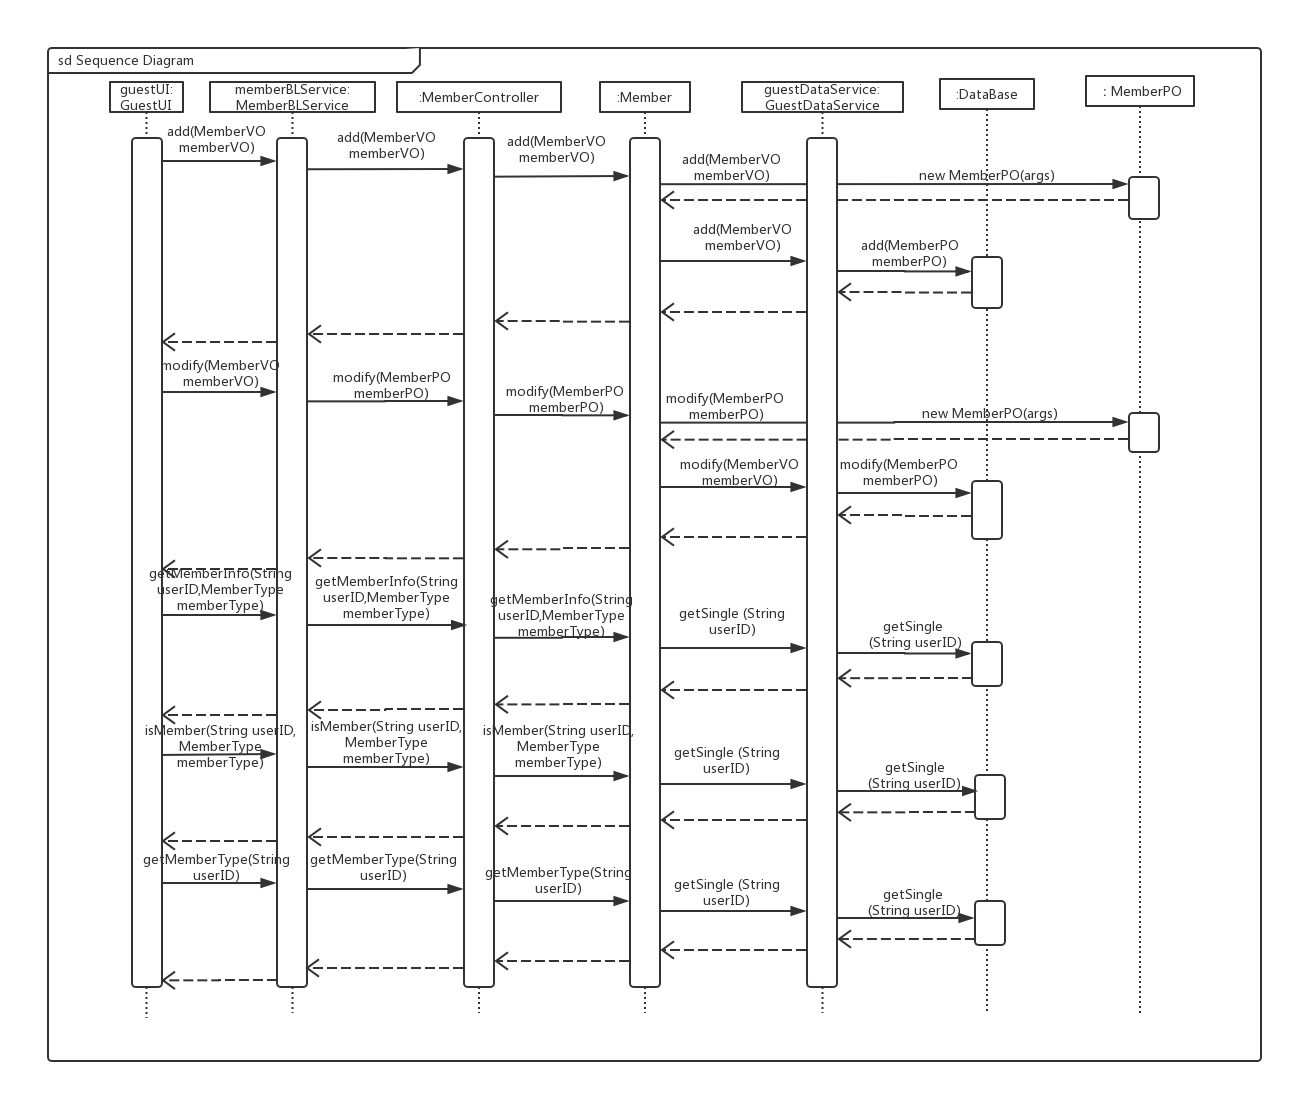 sd Sequence Diagram
guestUI:
GuestUI
memberBLService:
MemberBLService
:MemberController
:Member
guestDataService:
GuestDataService
:DataBase
: MemberPO
add(MemberVO
memberVO)
add(MemberVO
memberVO)
add(MemberVO
memberVO)
add(MemberVO
memberVO)
new MemberPO(args)
add(MemberVO
memberVO)
add(MemberPO
memberPO)
modify(MemberVO
memberVO)
modify(MemberPO
memberPO)
modify(MemberPO
memberPO)
modify(MemberPO
memberPO)
new MemberPO(args)
modify(MemberVO
memberVO)
modify(MemberPO
memberPO)
getMemberInfo(String
userID,MemberType
memberType)
getMemberInfo(String
userID,MemberType
memberType)
getMemberInfo(String
userID,MemberType
memberType)
getSingle (String
userID)
getSingle
(String userID)
isMember(String userID,
MemberType
memberType)
isMember(String userID,
MemberType
memberType)
isMember(String userID,
MemberType
memberType)
getSingle (String
userID)
getSingle
(String userID)
getMemberType(String
userID)
getMemberType(String
userID)
getMemberType(String
userID)
getSingle (String
userID)
getSingle
(String userID)